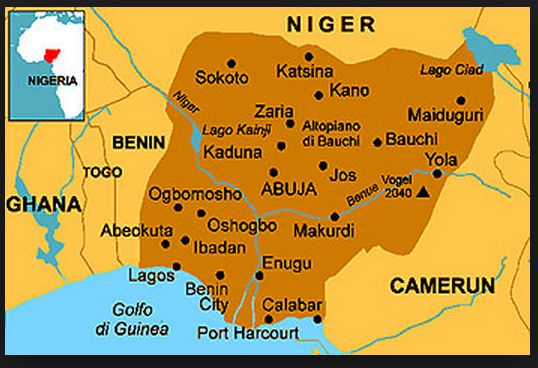 NIGER
NIGERIA
Sokoto
Katsina
Lago Ciad
Kano
Niger
Zaria
Maiduguri
Lago Kainji
Altopiano
di Bauchi
BENIN
Kaduna
Bauchi
TOGO
Jos
Yola
ABUJA
Vogel
2040
Benue
GHANA
Ogbomosho
Oshogbo
Makurdi
Abeokuta
Ibadan
Enugu
Lagos
Benin
City
CAMERUN
Golfo
di Guinea
Calabar
Port Harcourt